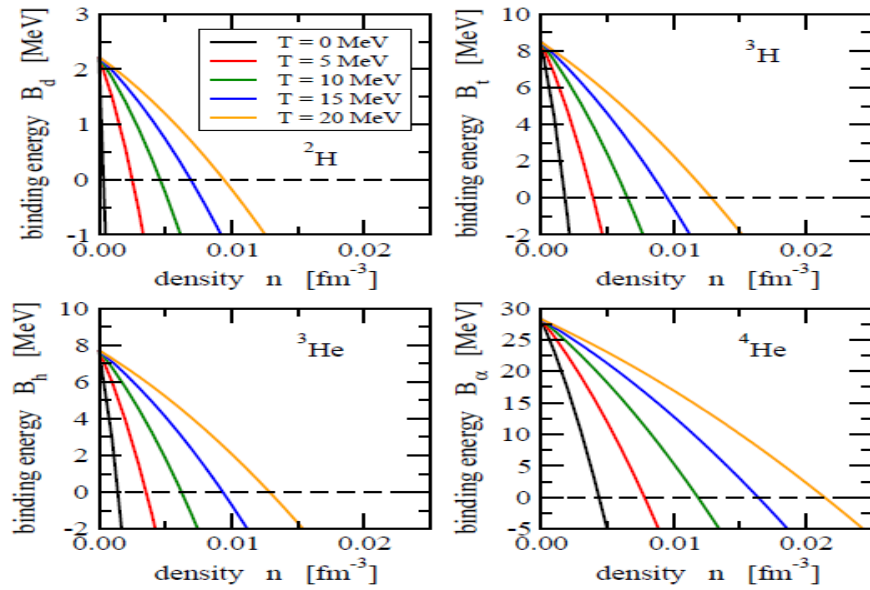 binding energy B_d [MeV]
3
2
1
0
-1
T = 0 MeV
T = 5 MeV
T = 10 MeV
T = 15 MeV
T = 20 MeV
²H
0.00 0.01 0.02
density n [fm⁻³]
binding energy B_t [MeV]
10
8
6
4
2
0
-2
³H
0.00 0.01 0.02
density n [fm⁻³]
binding energy B_h [MeV]
10
8
6
4
2
0
-2
³He
0.00 0.01 0.02
density n [fm⁻³]
binding energy B_α [MeV]
30
25
20
15
10
5
0
-5
⁴He
0.00 0.01 0.02
density n [fm⁻³]